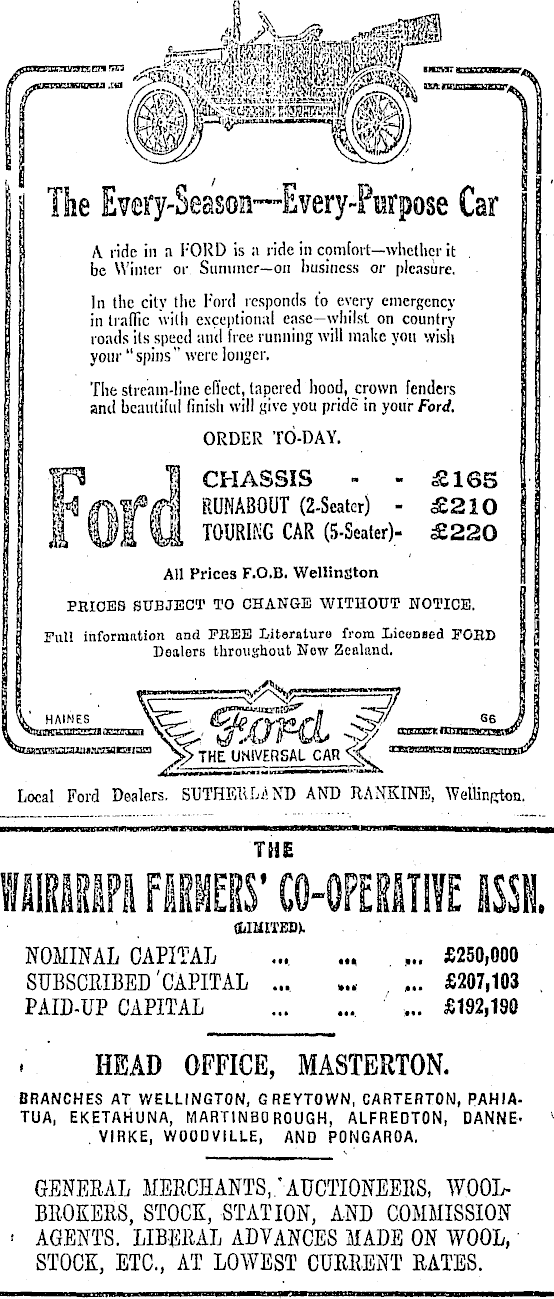 The Every-Season—Every-Purpose Car
A ride in a FORD is a ride in comfort—whether it
be Winter or Summer—on business or pleasure.
In the city the Ford responds to every emergency
in traffic with exceptional ease—whilst on country
roads its speed and free running will make you wish
your "spins" were longer.
The stream-line effect, tapered hood, crown fenders
and beautiful finish will give you pride in your Ford.
ORDER TO-DAY.
Ford
CHASSIS - - £165
RUNABOUT (2-Seater) - £210
TOURING CAR (5-Seater)- £220
All Prices F.O.B. Wellington
PRICES SUBJECT TO CHANGE WITHOUT NOTICE.
Full information and FREE Literature from Licensed FORD
Dealers throughout New Zealand.
HAINES
G6
Ford
THE UNIVERSAL CAR
Local Ford Dealers. SUTHERLAND AND RANKINE, Wellington.
THE
WAIRARAPA FARMERS' CO-OPERATIVE ASSN.
(LIMITED).
NOMINAL CAPITAL ... ... ... £250,000
SUBSCRIBED CAPITAL ... ... ... £207,103
PAID-UP CAPITAL ... ... ... £192,190
HEAD OFFICE, MASTERTON.
BRANCHES AT WELLINGTON, GREYTOWN, CARTERTON, PAHIA-
TUA, EKETAHUNA, MARTINBOROUGH, ALFREDTON, DANNE-
VIRKE, WOODVILLE, AND PONGAROA.
GENERAL MERCHANTS, AUCTIONEERS, WOOL-
BROKERS, STOCK, STATION, AND COMMISSION
AGENTS. LIBERAL ADVANCES MADE ON WOOL,
STOCK, ETC., AT LOWEST CURRENT RATES.